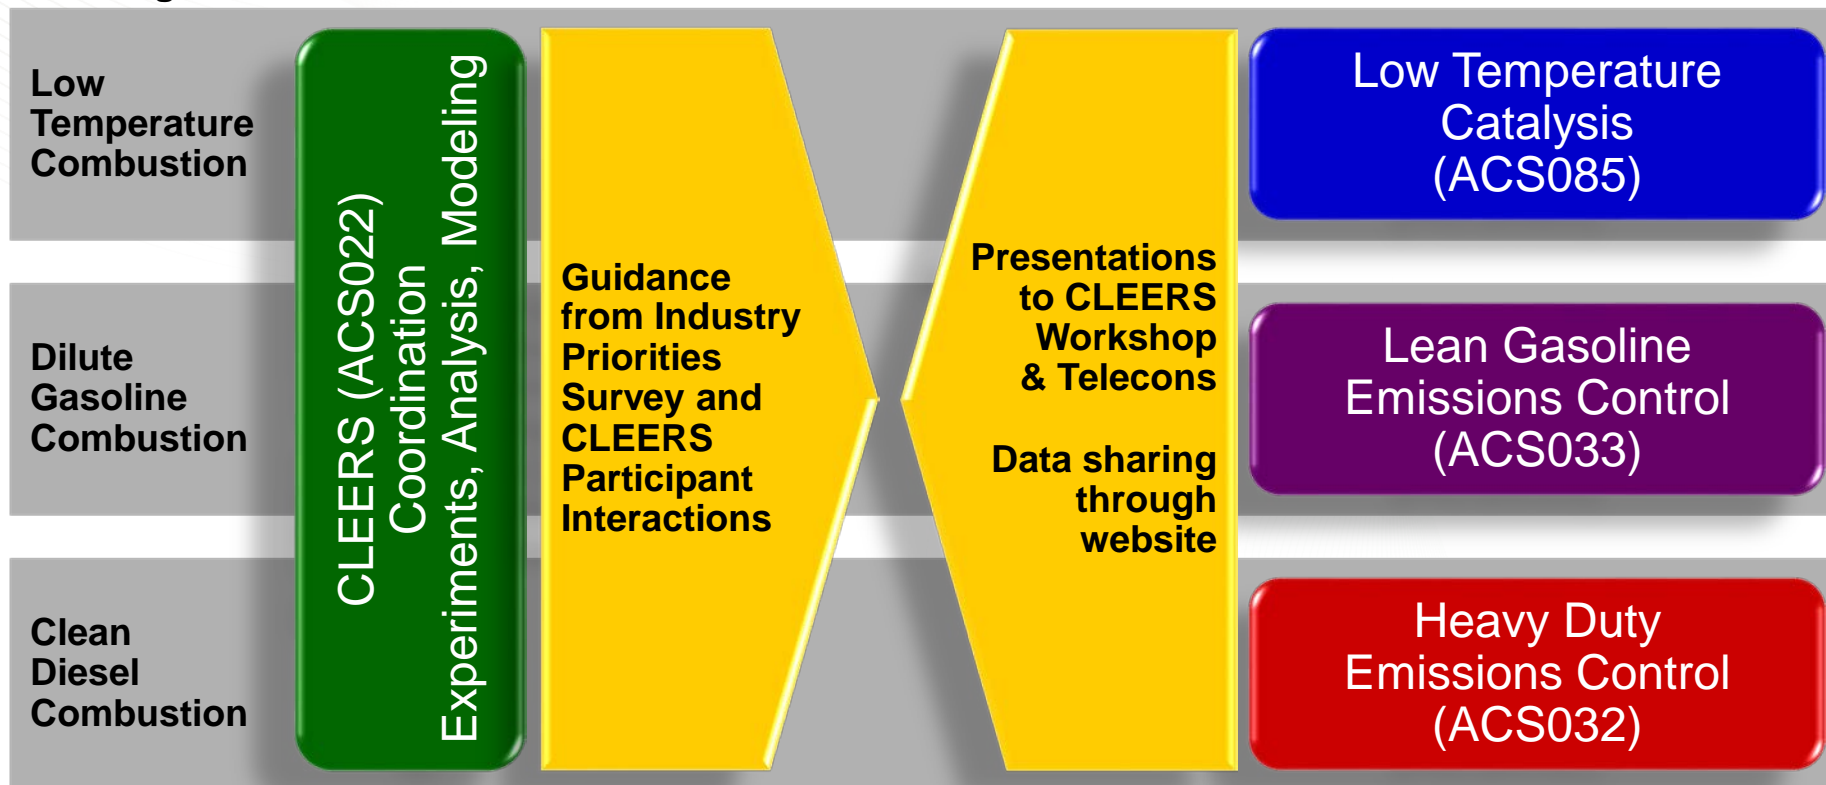 Low
Temperature
Combustion
Dilute
Gasoline
Combustion
Clean
Diesel
Combustion
CLEERS (ACS022)
Coordination
Experiments, Analysis, Modeling
Guidance
from Industry
Priorities
Survey and
CLEERS
Participant
Interactions
Presentations
to CLEERS
Workshop
& Telecons
Data sharing
through
website
Low Temperature
Catalysis
(ACS085)
Lean Gasoline
Emissions Control
(ACS033)
Heavy Duty
Emissions Control
(ACS032)